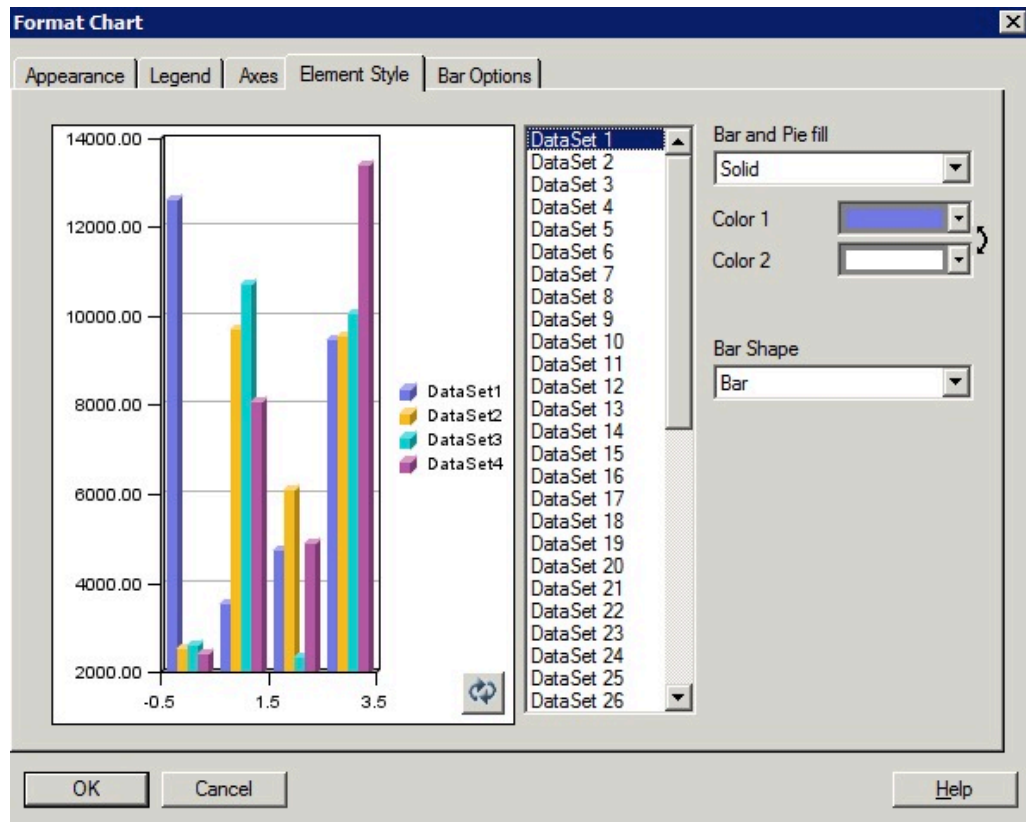 Format Chart
Appearance
Legend
Axes
Element Style
Bar Options
14000.00
12000.00
10000.00
8000.00
6000.00
4000.00
2000.00
-0.5
1.5
3.5
DataSet1
DataSet2
DataSet3
DataSet4
DataSet 1
DataSet 2
DataSet 3
DataSet 4
DataSet 5
DataSet 6
DataSet 7
DataSet 8
DataSet 9
DataSet 10
DataSet 11
DataSet 12
DataSet 13
DataSet 14
DataSet 15
DataSet 16
DataSet 17
DataSet 18
DataSet 19
DataSet 20
DataSet 21
DataSet 22
DataSet 23
DataSet 24
DataSet 25
DataSet 26
Bar and Pie fill
Solid
Color 1
Color 2
Bar Shape
Bar
OK
Cancel
Help